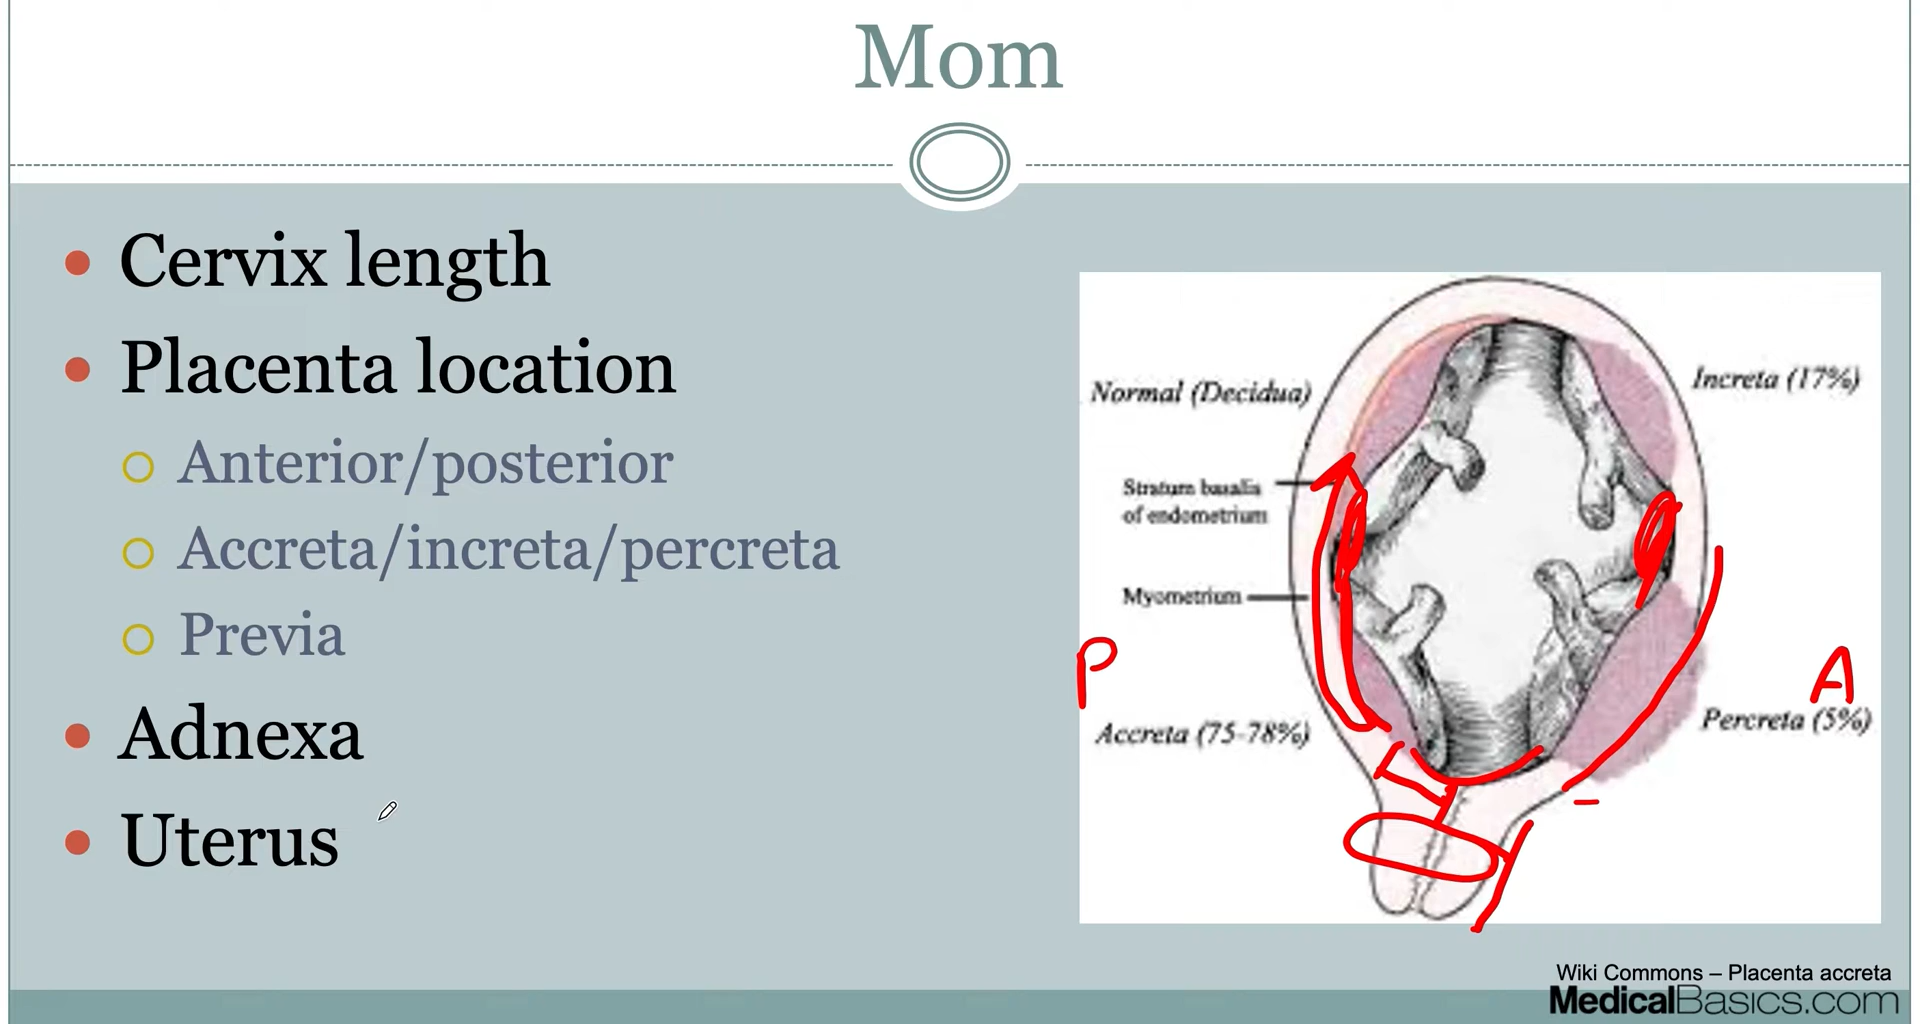 Mom
Cervix length
Placenta location
Anterior/posterior
Accreta/increta/percreta
Previa
Adnexa
Uterus
Normal (Decidua)
Increta (17%)
Stratum basalis
of endometrium
Myometrium
P
A
Accreta (75-78%)
Percreta (5%)
Wiki Commons – Placenta accreta
MedicalBasics.com